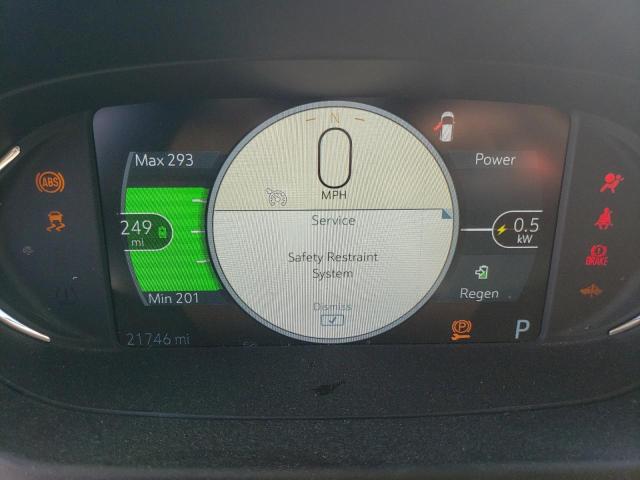 N
0
MPH
Max 293
Power
ABS
249
mi
0.5
kW
Service
Safety Restraint
System
BRAKE
Min 201
Regen
Dismiss
21746 mi
P
P